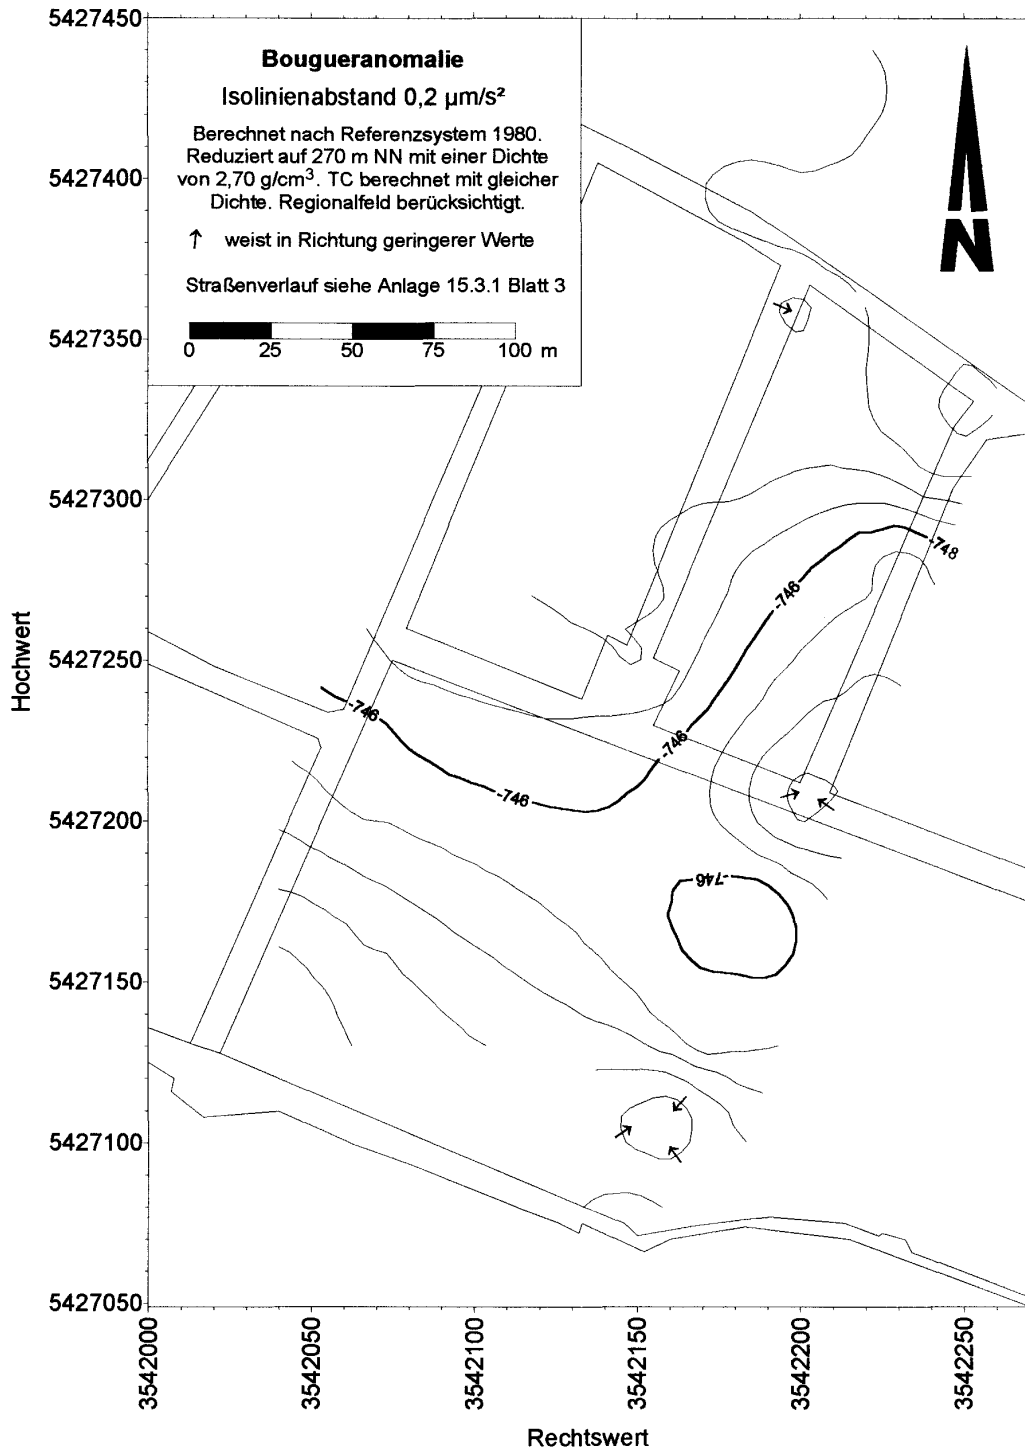 Bougueranomalie
Isolinienabstand 0,2 µm/s²
Berechnet nach Referenzsystem 1980.
Reduziert auf 270 m NN mit einer Dichte
von 2,70 g/cm³. TC berechnet mit gleicher
Dichte. Regionalfeld berücksichtigt.
↑ weist in Richtung geringerer Werte
Straßenverlauf siehe Anlage 15.3.1 Blatt 3
0 25 50 75 100 m
N
5427450
5427400
5427350
5427300
5427250
5427200
5427150
5427100
5427050
Hochwert
-748
-746
-746
-746
-746
-746
3542000
3542050
3542100
3542150
3542200
3542250
Rechtswert